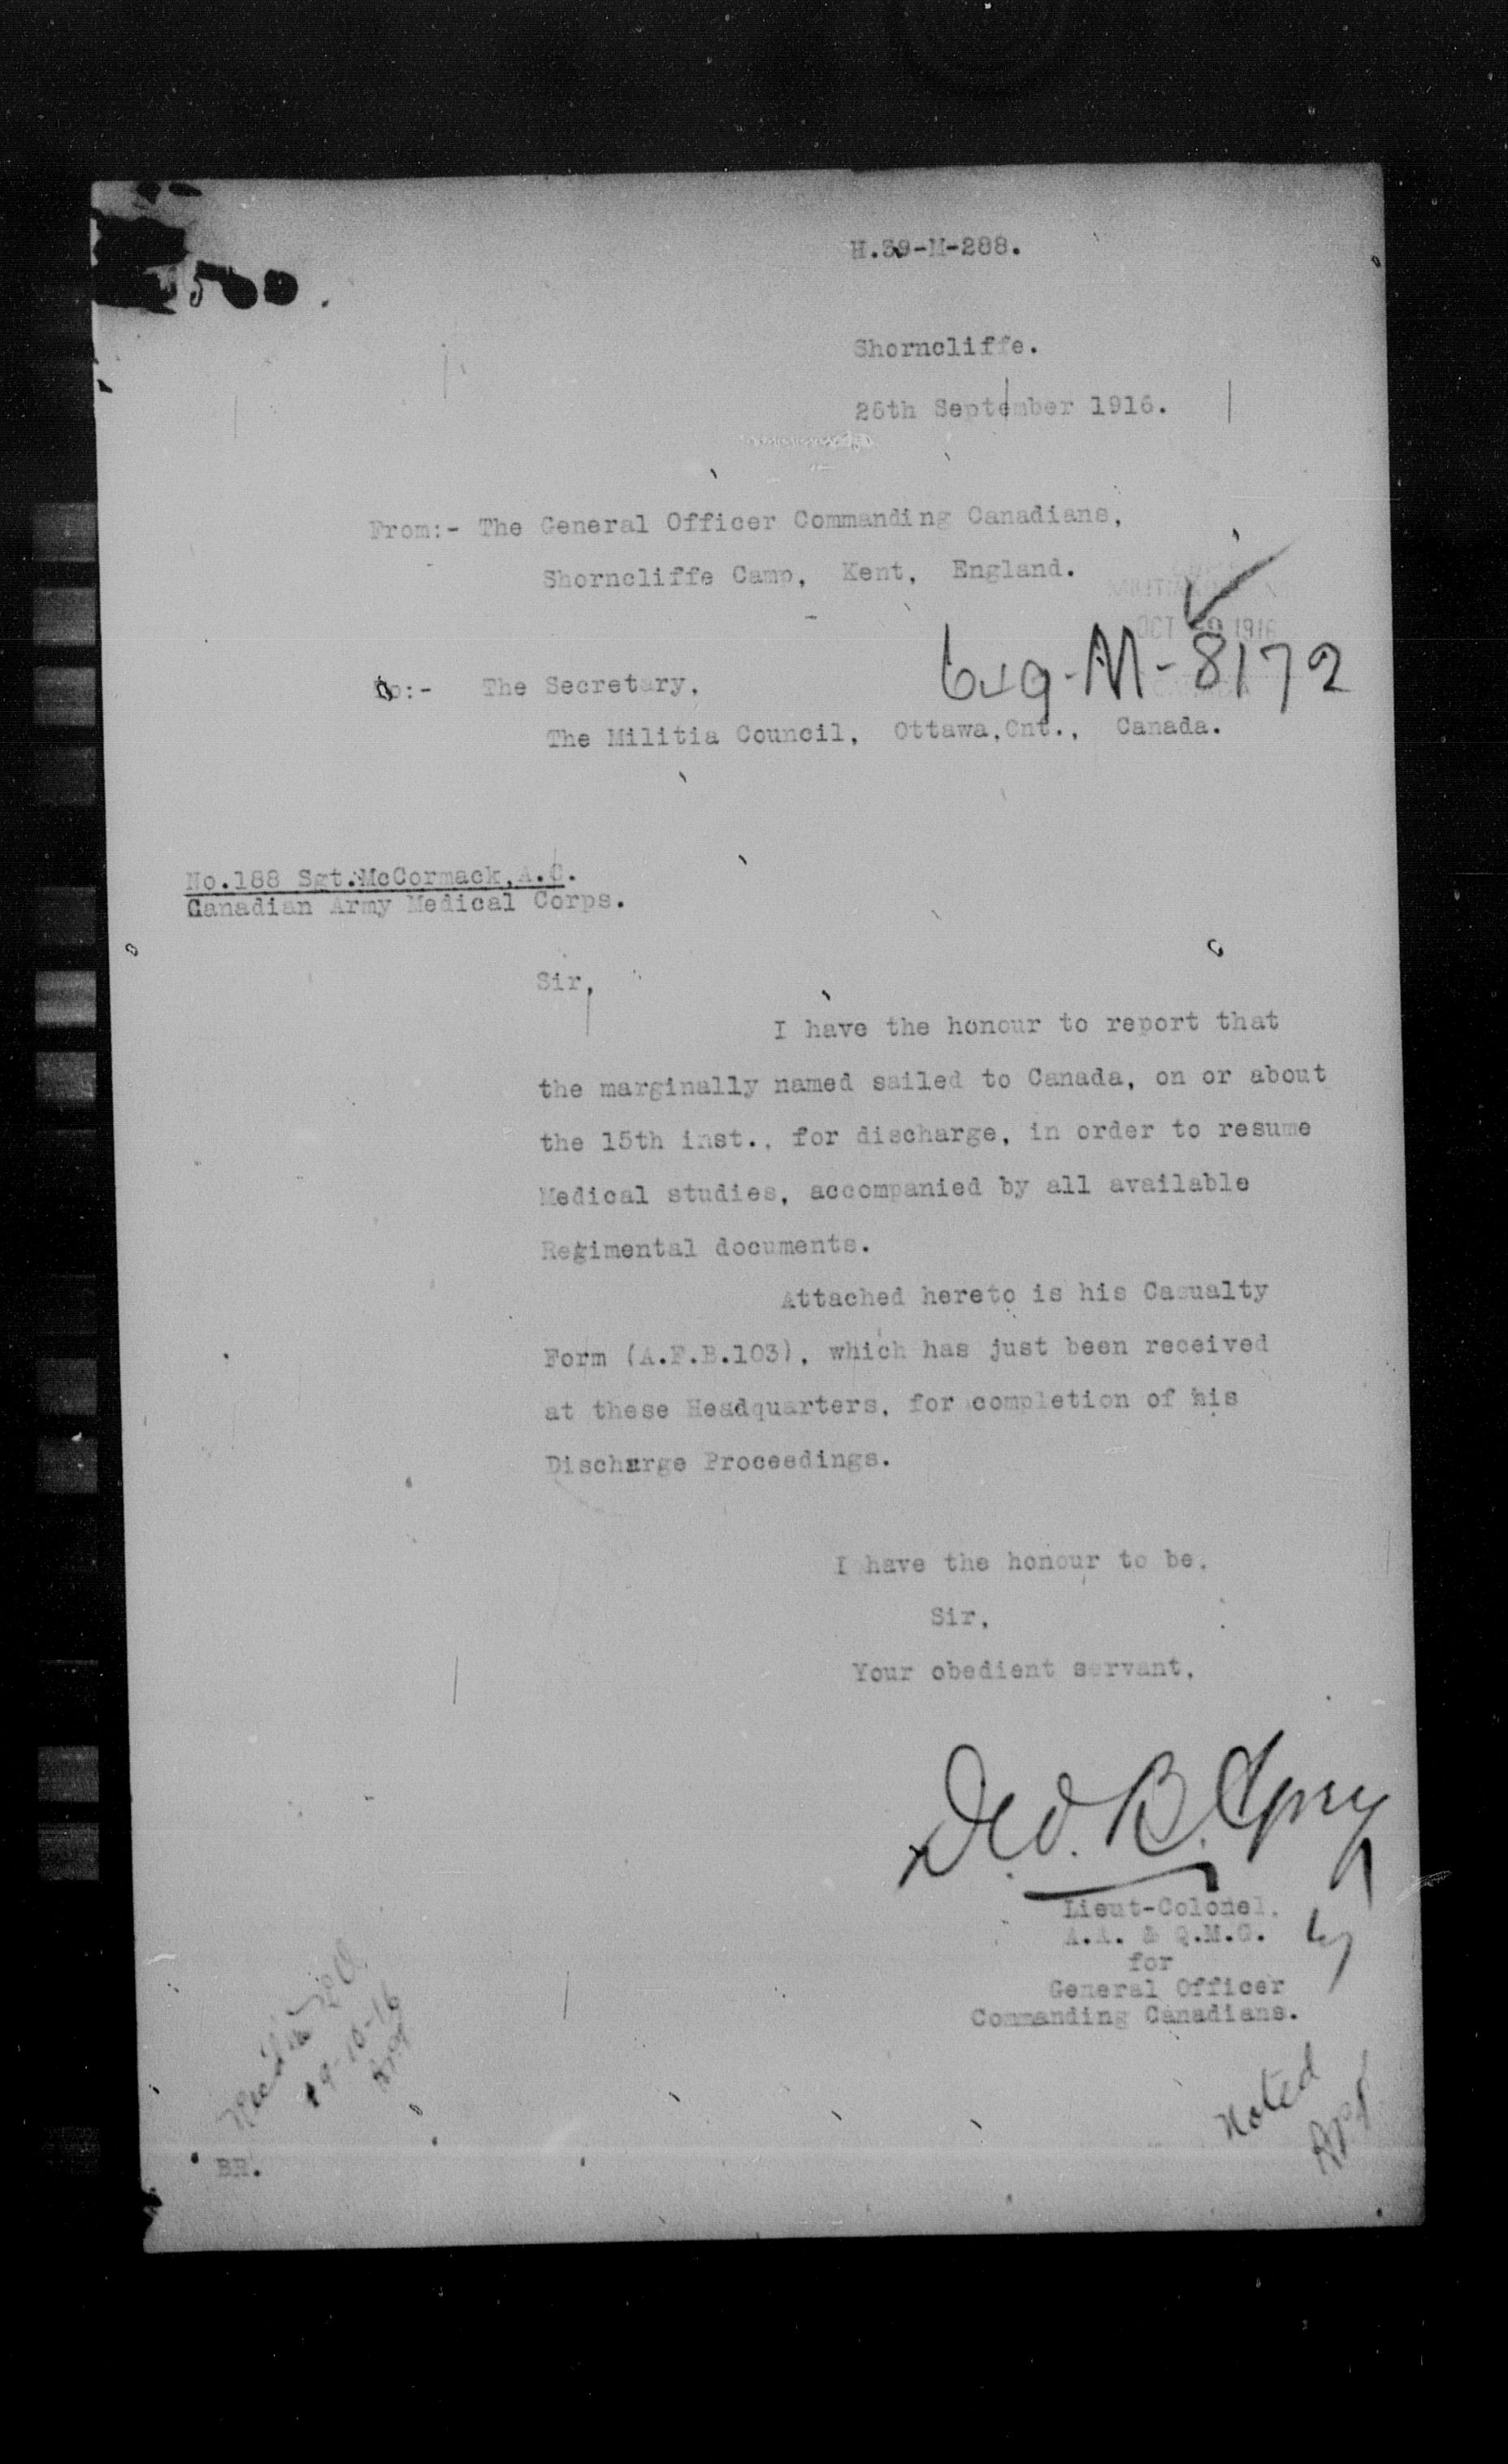 H.39-M-288.
Shorncliffe.
26th September 1916.
From:- The General Officer Commanding Canadians,
Shorncliffe Camp, Kent, England.
OCT 1916
649-M-8172
To:- The Secretary,
The Militia Council, Ottawa,Ont., Canada.
No.188 Sgt.McCormack,A.C.
Canadian Army Medical Corps.
Sir,
I have the honour to report that
the marginally named sailed to Canada, on or about
the 15th inst., for discharge, in order to resume
Medical studies, accompanied by all available
Regimental documents.
Attached hereto is his Casualty
Form (A.F.B.103), which has just been received
at these Headquarters, for completion of his
Discharge Proceedings.
I have the honour to be,
Sir,
Your obedient servant,
Lieut-Colonel,
A.A. & Q.M.G.
for
General Officer
Commanding Canadians.
19-10-16
Noted
BR.